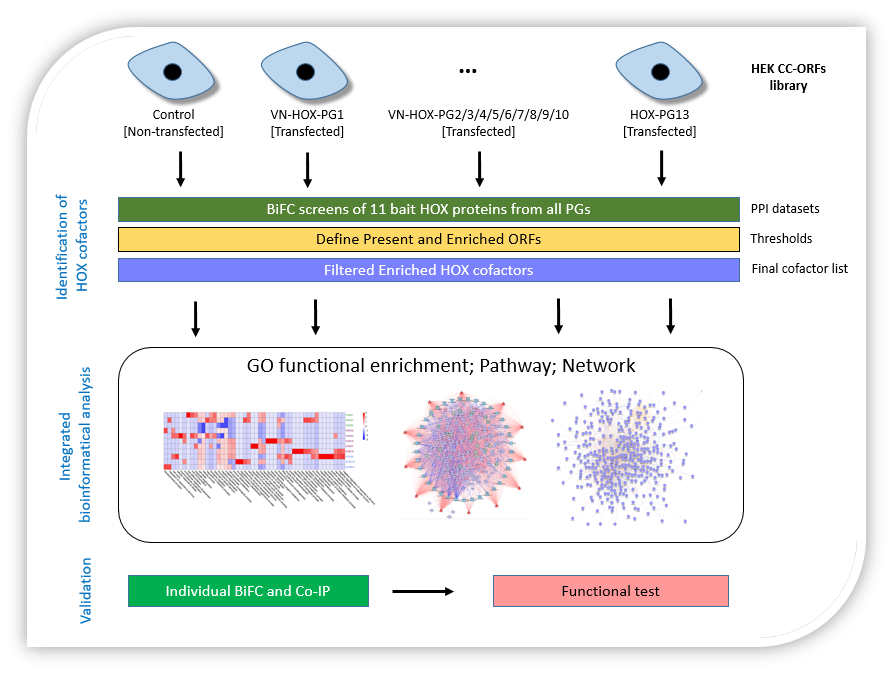 HEK CC-ORFs
library
...
Control
[Non-transfected]
VN-HOX-PG1
[Transfected]
VN-HOX-PG2/3/4/5/6/7/8/9/10
[Transfected]
HOX-PG13
[Transfected]
Identification of
HOX cofactors
BiFC screens of 11 bait HOX proteins from all PGs
PPI datasets
Define Present and Enriched ORFs
Thresholds
Filtered Enriched HOX cofactors
Final cofactor list
Integrated
bioinformatical analysis
GO functional enrichment; Pathway; Network
Validation
Individual BiFC and Co-IP
Functional test